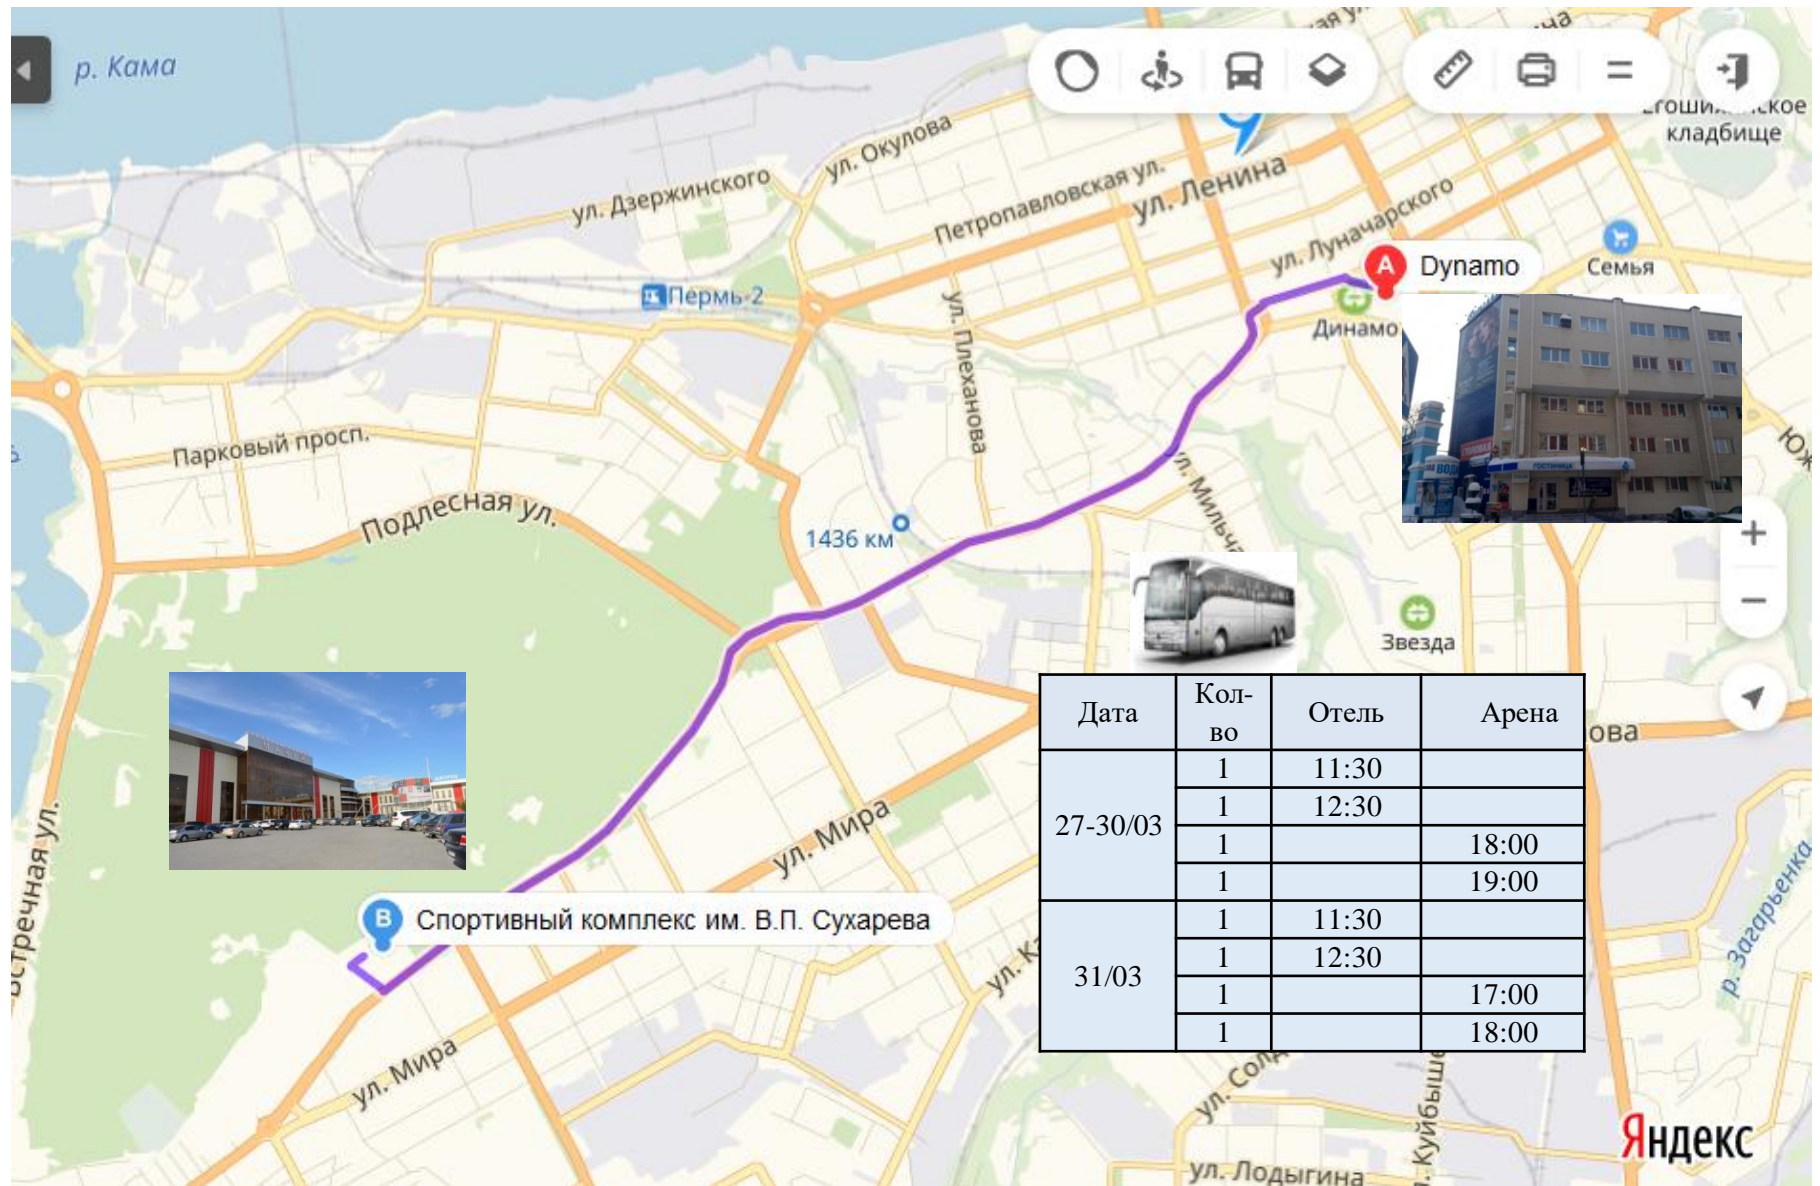 р. Кама
ул. Окулова
ул. Дзержинского
кладбище
Петропавловская ул.
ул. Ленина
ул. Луначарского
A
Dynamo
Семья
Пермь-2
Динамо
ул. Плеханова
Парковый просп.
Подлесная ул.
1436 км
ГОСТИНИЦА
Звезда
Дата
Кол-
во
Отель
Арена
27-30/03
1
11:30
1
12:30
1
18:00
1
19:00
31/03
1
11:30
1
12:30
1
17:00
1
18:00
ова
ул. Мира
B
Спортивный комплекс им. В.П. Сухарева
р. Загарьенка
ул. Мира
ул. Лодыгина
Яндекс